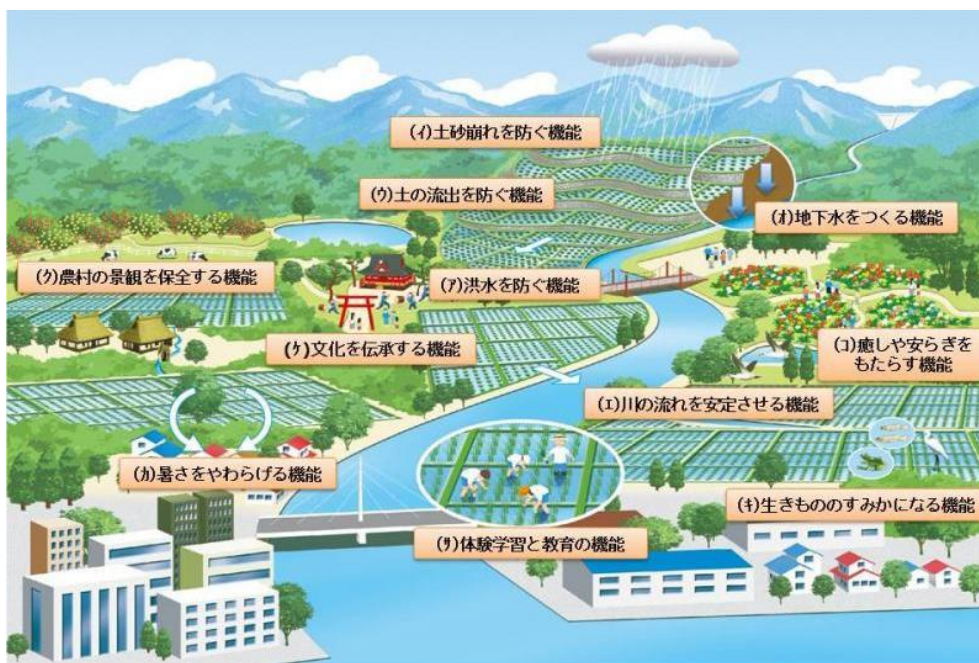 (イ)土砂崩れを防ぐ機能
(ウ)土の流出を防ぐ機能
(オ)地下水をつくる機能
(ク)農村の景観を保全する機能
(ア)洪水を防ぐ機能
(ケ)文化を伝承する機能
(コ)癒しや安らぎを
もたらす機能
(エ)川の流れを安定させる機能
(カ)暑さをやわらげる機能
(キ)生きもののすみかになる機能
(サ)体験学習と教育の機能